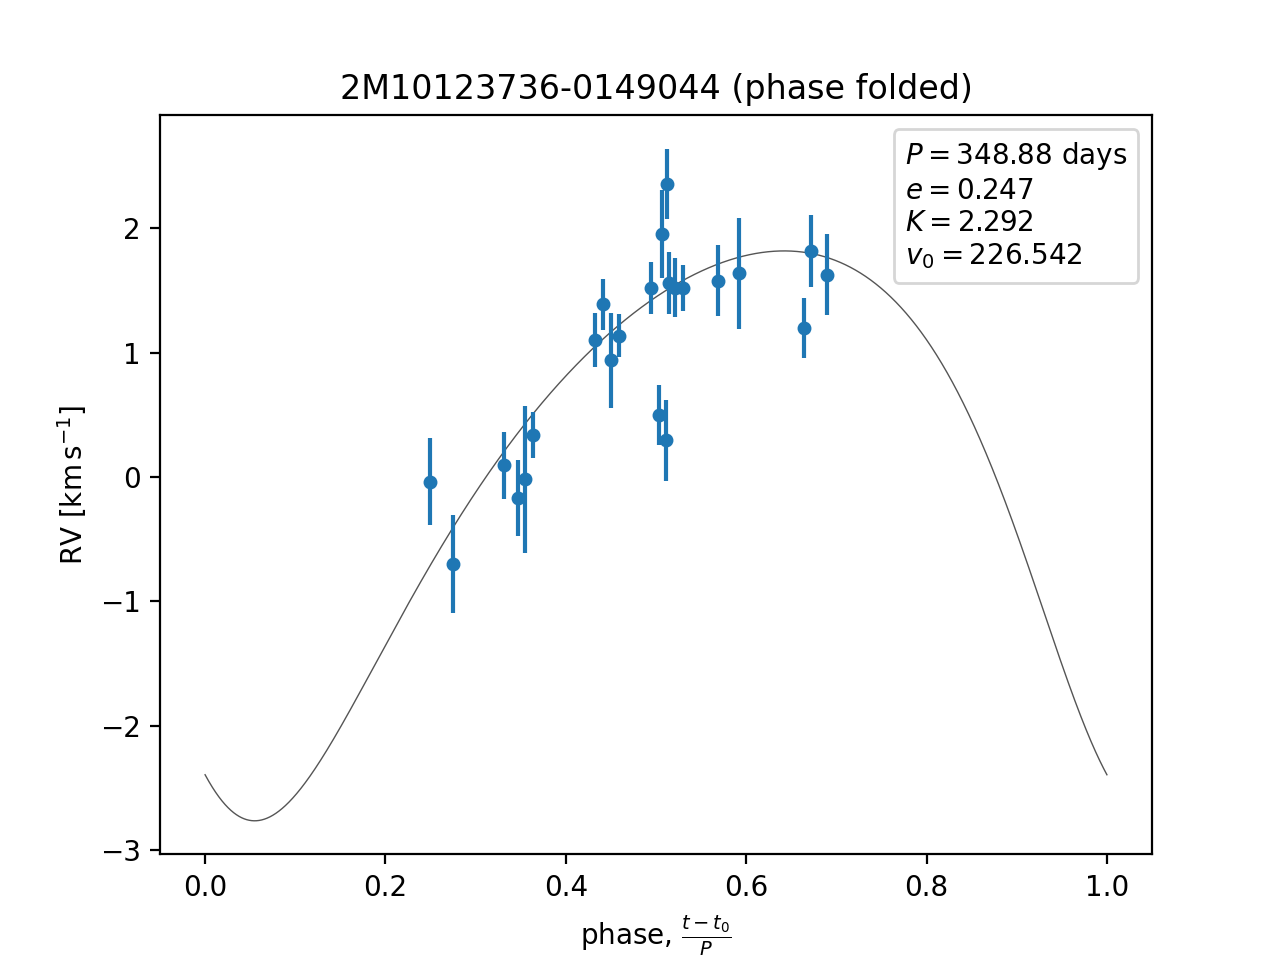 2M10123736-0149044 (phase folded)
P = 348.88 days
e = 0.247
K = 2.292
v₀ = 226.542
2
1
0
−1
−2
−3
RV [km s⁻¹]
0.0 0.2 0.4 0.6 0.8 1.0
phase, (t − t₀)/P